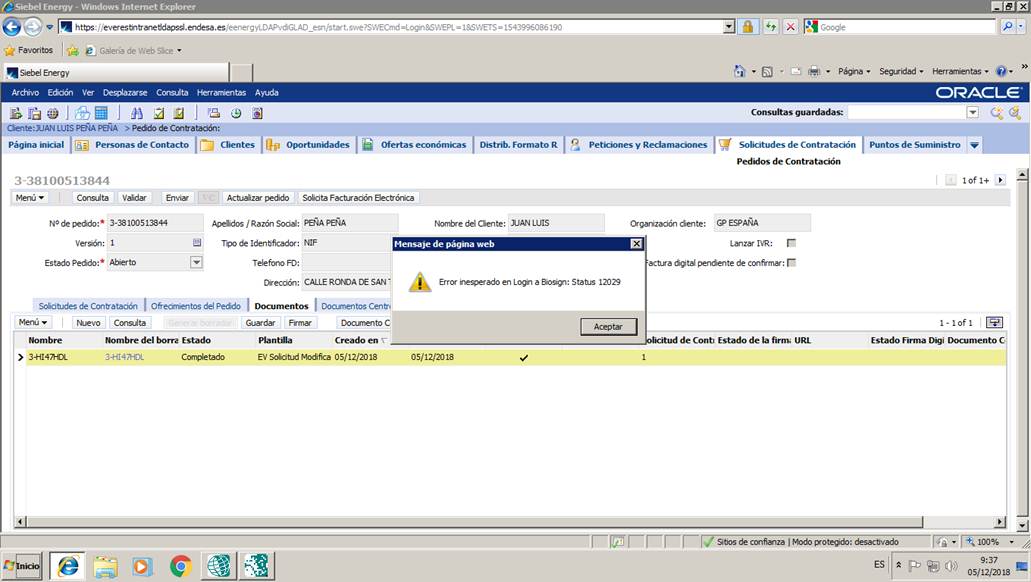 Siebel Energy - Windows Internet Explorer
https://everestintranetldapssl.endesa.es/eenergyLDAPvdiGLAD_esn/start.swe?SWECmd=Login&SWEPL=1&SWETS=1543996086190
Google
Favoritos Galería de Web Slice
Siebel Energy
Página Seguridad Herramientas
Archivo Edición Ver Desplazarse Consulta Herramientas Ayuda ORACLE
Consultas guardadas:
Cliente:JUAN LUIS PEÑA PEÑA > Pedido de Contratación:
Página inicial Personas de Contacto Clientes Oportunidades Ofertas económicas Distrib. Formato R Peticiones y Reclamaciones Solicitudes de Contratación Puntos de Suministro
Pedidos de Contratación
3-38100513844 1 of 1+
Menú Consulta Validar Enviar Actualizar pedido Solicita Facturación Electrónica
Nº de pedido:* 3-38100513844 Apellidos / Razón Social: PEÑA PEÑA Nombre del Cliente: JUAN LUIS Organización cliente: GP ESPAÑA
Versión: 1 Tipo de Identificador: NIF Lanzar IVR:
Estado Pedido:* Abierto Telefono FD: Factura digital pendiente de confirmar:
Dirección: CALLE RONDA DE SAN
Mensaje de página web
Error inesperado en Login a Biosign: Status 12029
Aceptar
Solicitudes de Contratación Ofrecimientos del Pedido Documentos Documentos Centr
Menú Nuevo Consulta Generar borrador Guardar Firmar Documento C 1 - 1 of 1
Nombre Nombre del borra Estado Plantilla Creado en olicitud de Cont Estado de la firma URL Estado Firma Digi Documento C
3-HI47HDL 3-HI47HDL Completado EV Solicitud Modifica 05/12/2018 05/12/2018 1
Sitios de confianza | Modo protegido: desactivado 100%
Inicio ES 9:37
05/12/2018